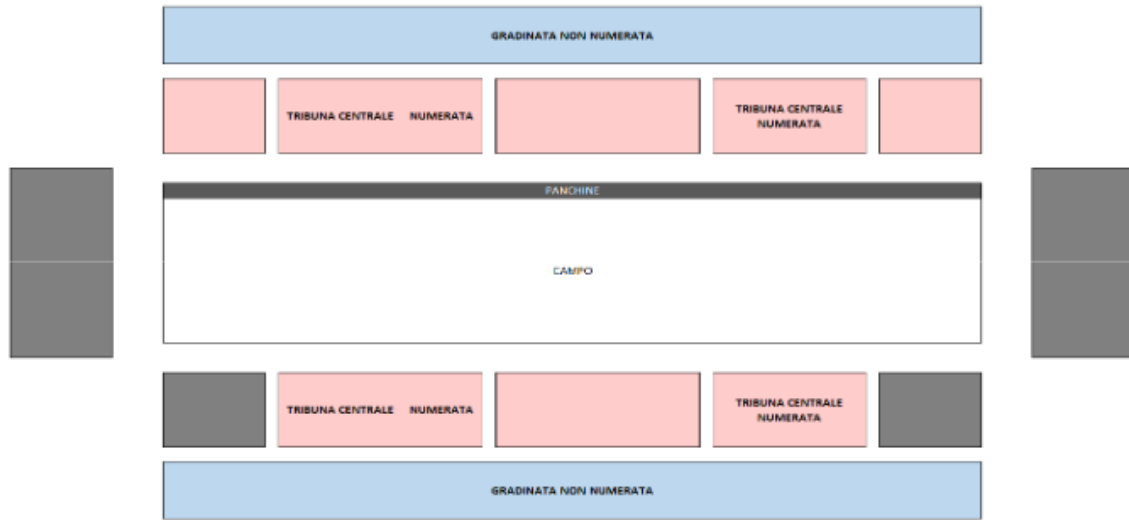 GRADINATA NON NUMERATA
TRIBUNA CENTRALE NUMERATA
TRIBUNA CENTRALE
NUMERATA
PANCHINE
CAMPO
TRIBUNA CENTRALE NUMERATA
TRIBUNA CENTRALE
NUMERATA
GRADINATA NON NUMERATA